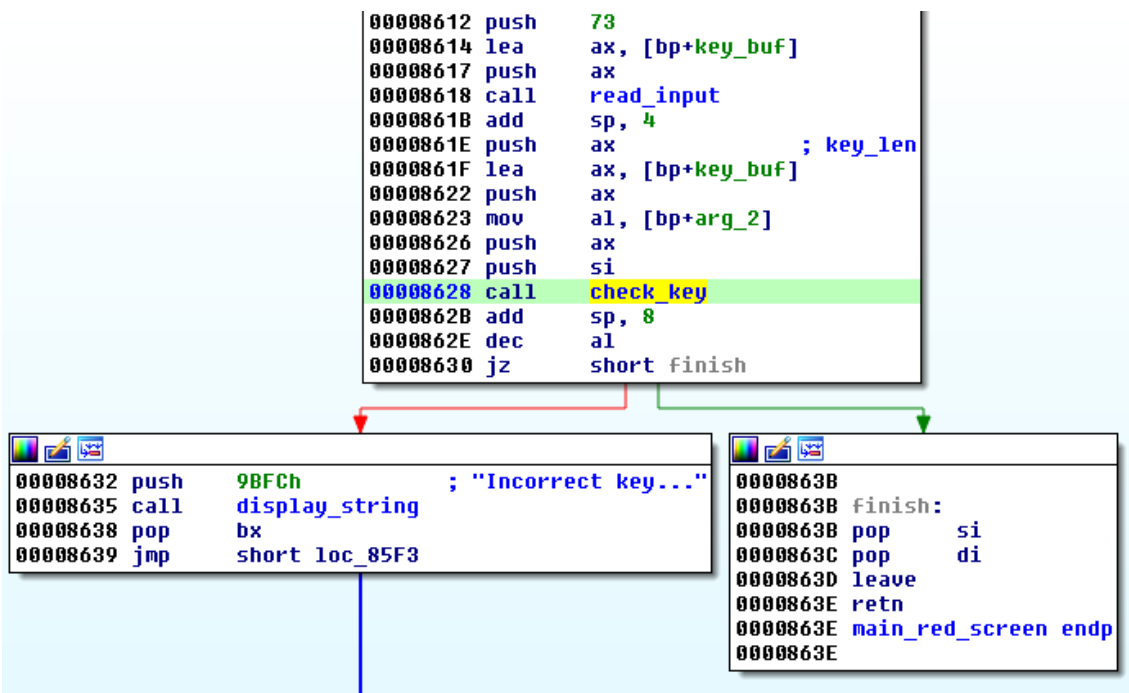 00008612 push 73
00008614 lea ax, [bp+key_buf]
00008617 push ax
00008618 call read_input
0000861B add sp, 4
0000861E push ax ; key_len
0000861F lea ax, [bp+key_buf]
00008622 push ax
00008623 mov al, [bp+arg_2]
00008626 push ax
00008627 push si
00008628 call check_key
0000862B add sp, 8
0000862E dec al
00008630 jz short finish
00008632 push 9BFCh ; "Incorrect key..."
00008635 call display_string
00008638 pop bx
00008639 jmp short loc_85F3
0000863B
0000863B finish:
0000863B pop si
0000863C pop di
0000863D leave
0000863E retn
0000863E main_red_screen endp
0000863E